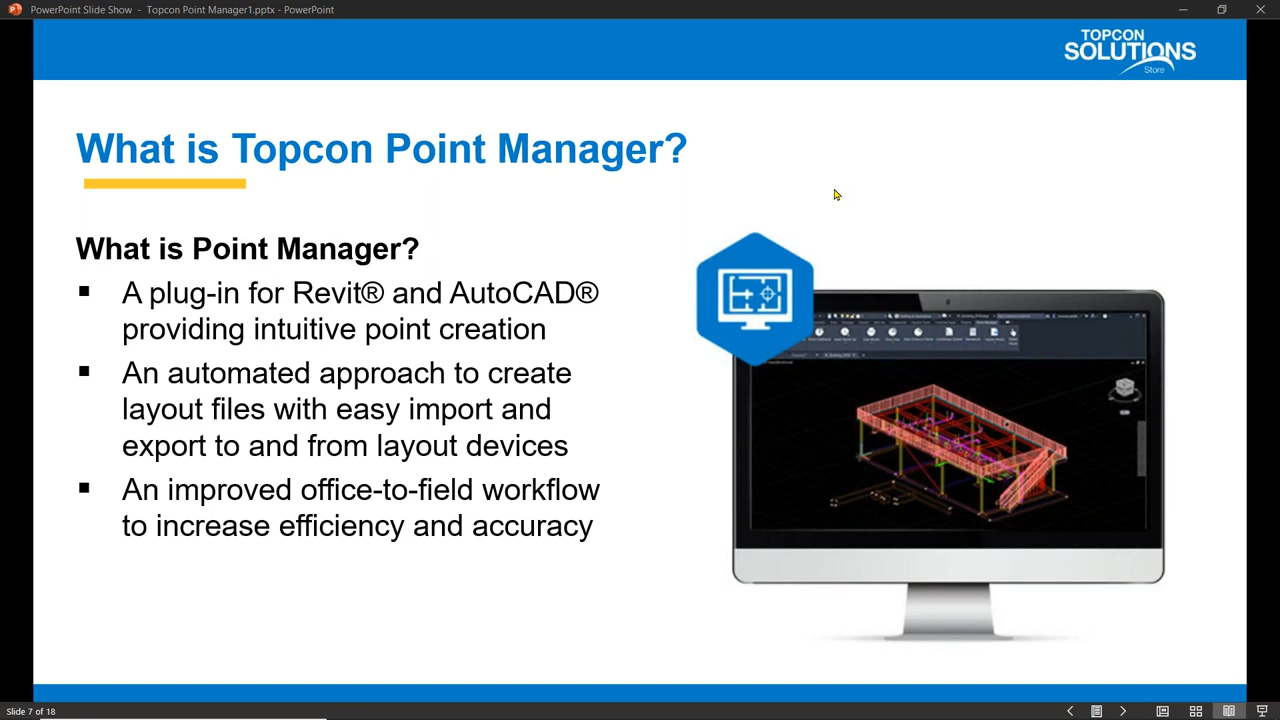 PowerPoint Slide Show - Topcon Point Manager1.pptx - PowerPoint
TOPCON
SOLUTIONS
Store
What is Topcon Point Manager?
What is Point Manager?
▪ A plug-in for Revit® and AutoCAD®
providing intuitive point creation
▪ An automated approach to create
layout files with easy import and
export to and from layout devices
▪ An improved office-to-field workflow
to increase efficiency and accuracy
Slide 7 of 18